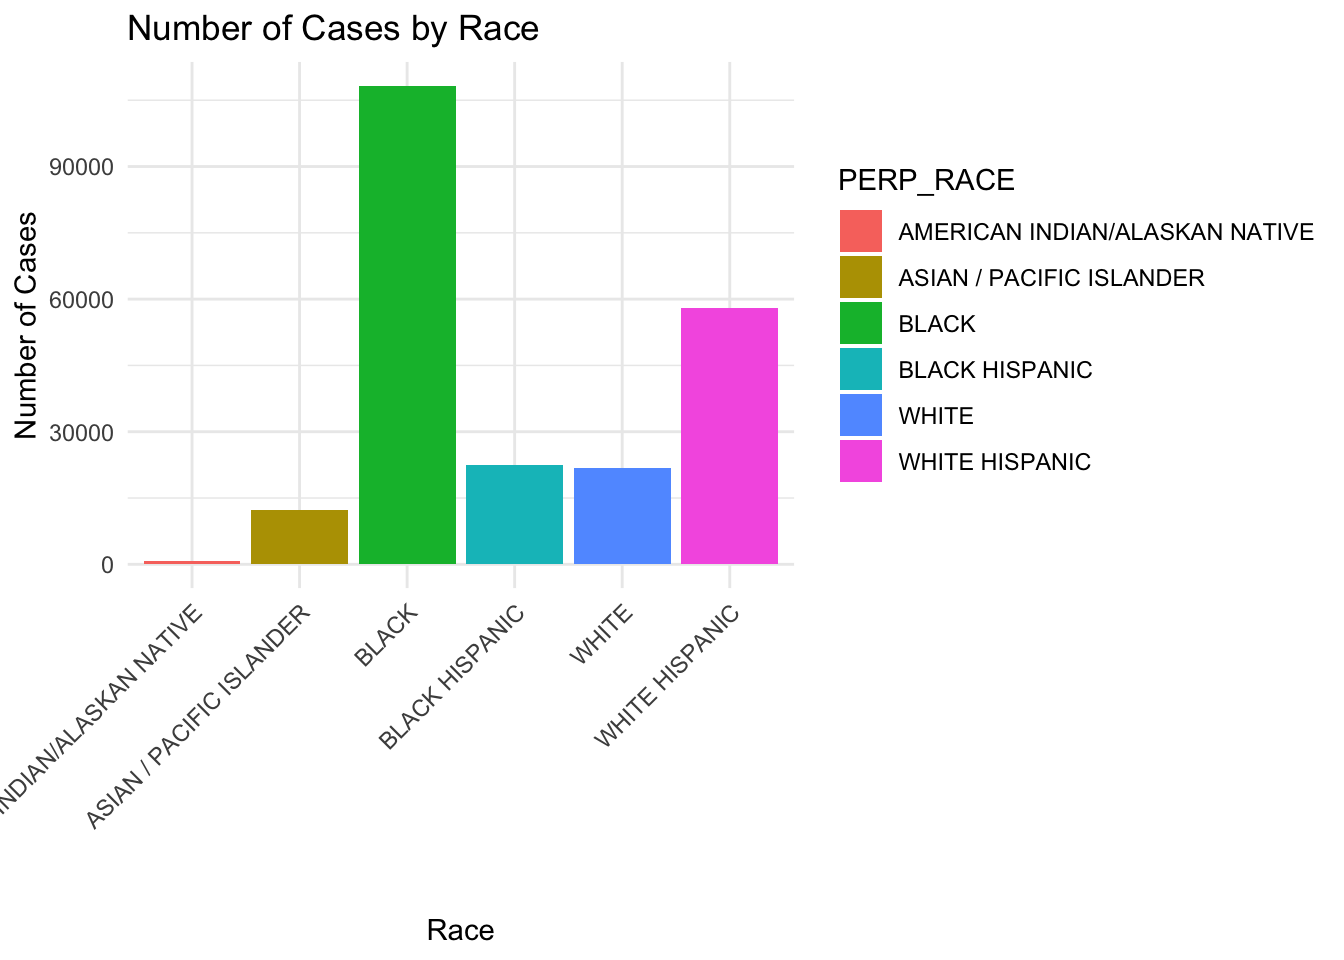 Number of Cases by Race
Number of Cases
90000
60000
30000
0
INDIAN/ALASKAN NATIVE
ASIAN / PACIFIC ISLANDER
BLACK
BLACK HISPANIC
WHITE
WHITE HISPANIC
Race
PERP_RACE
AMERICAN INDIAN/ALASKAN NATIVE
ASIAN / PACIFIC ISLANDER
BLACK
BLACK HISPANIC
WHITE
WHITE HISPANIC